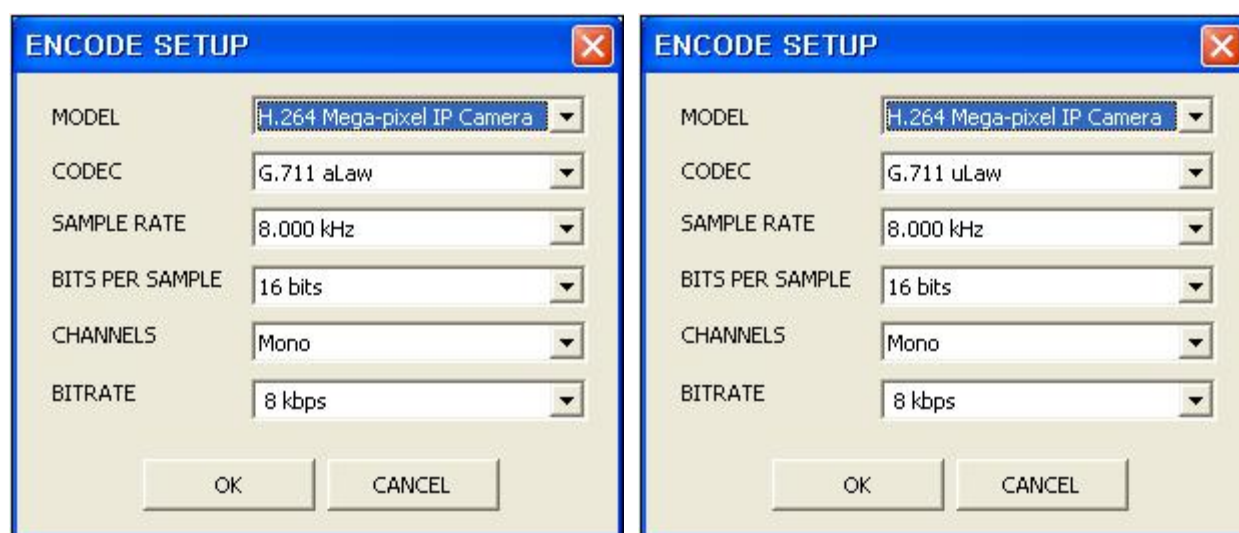 ENCODE SETUP
MODEL H.264 Mega-pixel IP Camera
CODEC G.711 aLaw
SAMPLE RATE 8.000 kHz
BITS PER SAMPLE 16 bits
CHANNELS Mono
BITRATE 8 kbps
OK CANCEL
ENCODE SETUP
MODEL H.264 Mega-pixel IP Camera
CODEC G.711 uLaw
SAMPLE RATE 8.000 kHz
BITS PER SAMPLE 16 bits
CHANNELS Mono
BITRATE 8 kbps
OK CANCEL